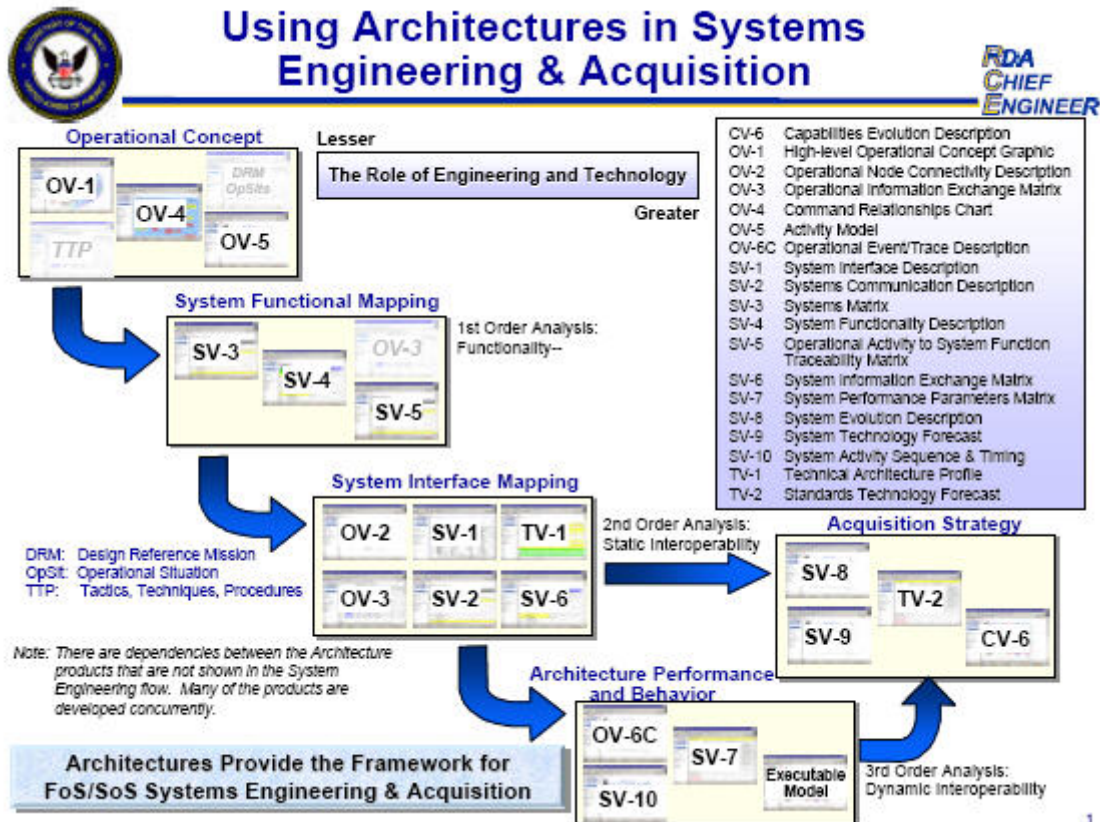 Using Architectures in Systems
Engineering & Acquisition
RDA
CHIEF
ENGINEER
Operational Concept
OV-1
OV-4
DRM
OpSits
TTP
OV-5
Lesser
The Role of Engineering and Technology
Greater
CV-6 Capabilities Evolution Description
OV-1 High-level Operational Concept Graphic
OV-2 Operational Node Connectivity Description
OV-3 Operational Information Exchange Matrix
OV-4 Command Relationships Chart
OV-5 Activity Model
OV-6C Operational Event/Trace Description
SV-1 System Interface Description
SV-2 Systems Communication Description
SV-3 Systems Matrix
SV-4 System Functionality Description
SV-5 Operational Activity to System Function
Traceability Matrix
SV-6 System Information Exchange Matrix
SV-7 System Performance Parameters Matrix
SV-8 System Evolution Description
SV-9 System Technology Forecast
SV-10 System Activity Sequence & Timing
TV-1 Technical Architecture Profile
TV-2 Standards Technology Forecast
System Functional Mapping
SV-3
SV-4
OV-3
SV-5
1st Order Analysis:
Functionality--
System Interface Mapping
OV-2 SV-1 TV-1
OV-3 SV-2 SV-6
2nd Order Analysis:
Static Interoperability
DRM: Design Reference Mission
OpSit: Operational Situation
TTP: Tactics, Techniques, Procedures
Acquisition Strategy
SV-8
TV-2
SV-9
CV-6
Note: There are dependencies between the Architecture
products that are not shown in the System
Engineering flow. Many of the products are
developed concurrently.
Architecture Performance
and Behavior
OV-6C
SV-7
SV-10
Executable
Model
3rd Order Analysis:
Dynamic Interoperability
Architectures Provide the Framework for
FoS/SoS Systems Engineering & Acquisition
1